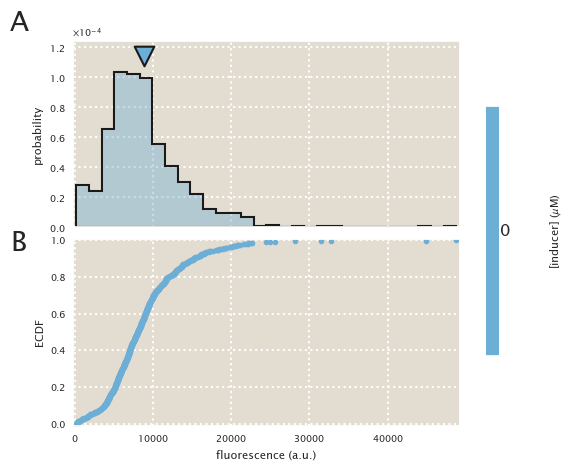 A
×10⁻⁴
1.2
1.0
0.8
0.6
0.4
0.2
0.0
probability
B
1.0
0.8
0.6
0.4
0.2
0.0
ECDF
0 10000 20000 30000 40000
fluorescence (a.u.)
0
[inducer] (μM)